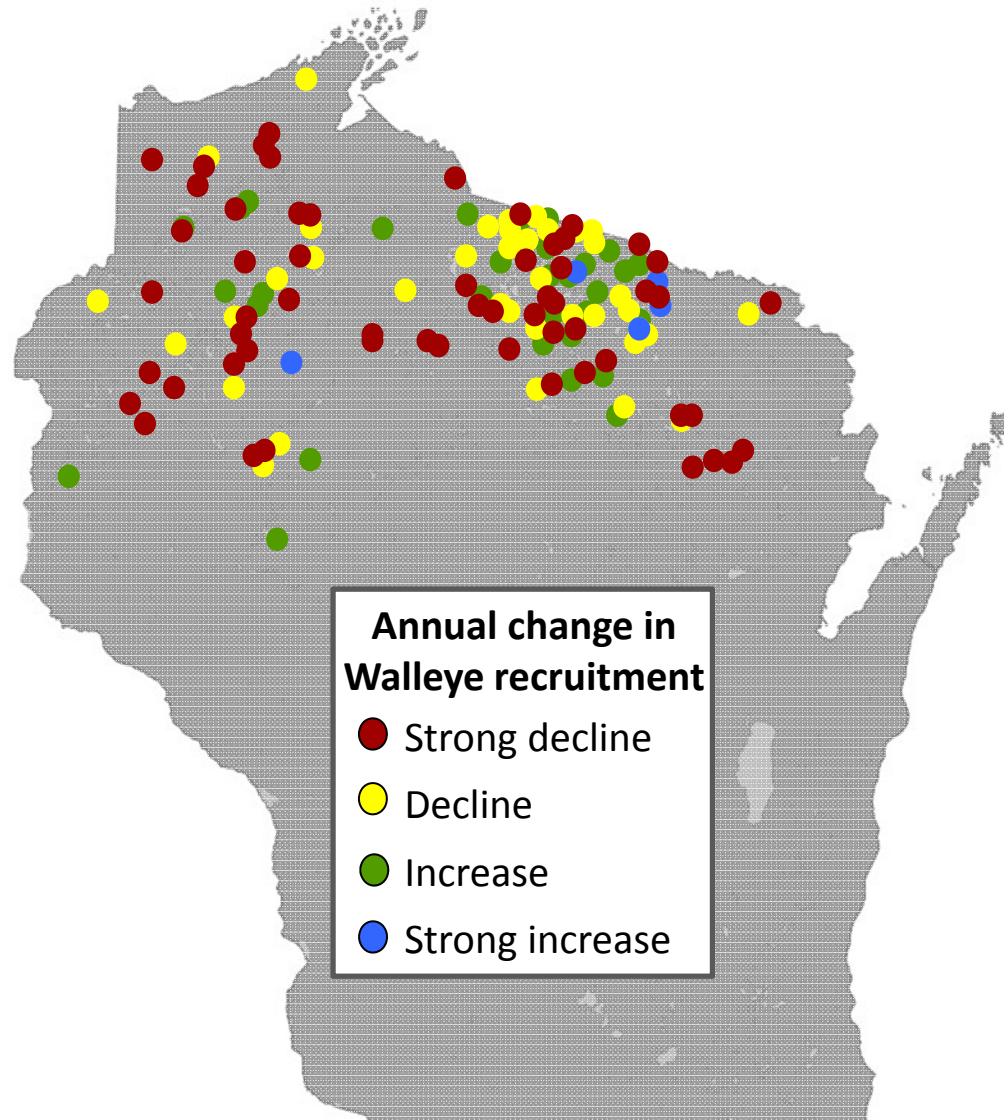 Annual change in
Walleye recruitment
Strong decline
Decline
Increase
Strong increase